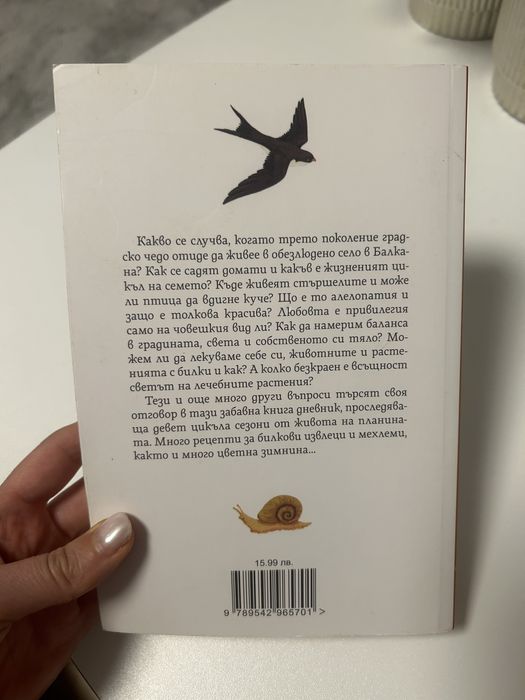 Какво се случва, когато трето поколение град-
ско чедо отиде да живее в обезлюдено село в Балка-
на? Как се садят домати и какъв е жизненият ци-
къл на семето? Къде живеят стършелите и може
ли птица да вдигне куче? Що е то алелопатия и
защо е толкова красива? Любовта е привилегия
само на човешкия вид ли? Как да намерим баланса
в градината, света и собственото си тяло? Мо-
жем ли да лекуваме себе си, животните и расте-
нията с билки и как? А колко безкраен е всъщност
светът на лечебните растения?
Тези и още много други въпроси търсят своя
отговор в тази забавна книга дневник, проследява-
ща девет цикъла сезони от живота на планина-
та. Много рецепти за билкови извлеци и мехлеми,
както и много цветна зимнина...
15.99 лв.
9 789542 965701 >